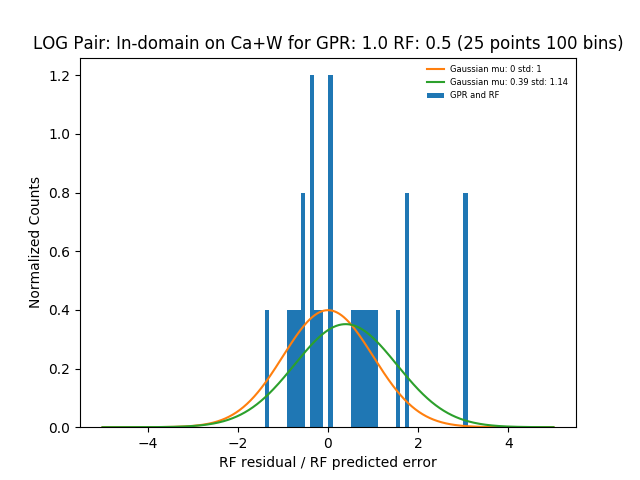 LOG Pair: In-domain on Ca+W for GPR: 1.0 RF: 0.5 (25 points 100 bins)
Gaussian mu: 0 std: 1
Gaussian mu: 0.39 std: 1.14
GPR and RF
Normalized Counts
1.2
1.0
0.8
0.6
0.4
0.2
0.0
−4 −2 0 2 4
RF residual / RF predicted error